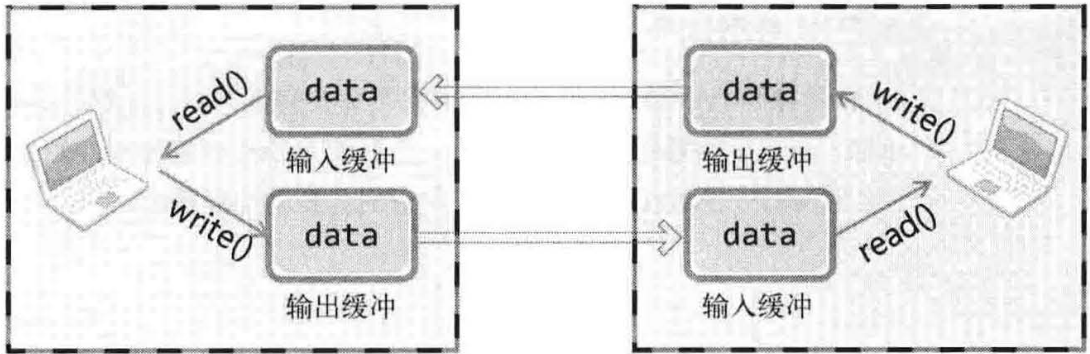 read()
data
输入缓冲
write()
data
输出缓冲
data
输出缓冲
write()
data
输入缓冲
read()